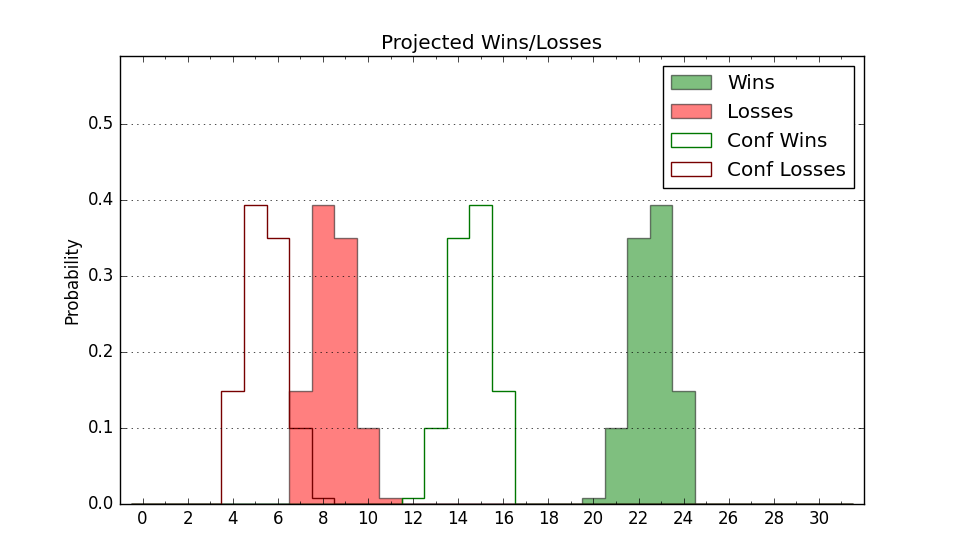 Projected Wins/Losses
Wins
Losses
Conf Wins
Conf Losses
Probability
0.5
0.4
0.3
0.2
0.1
0.0
0 2 4 6 8 10 12 14 16 18 20 22 24 26 28 30